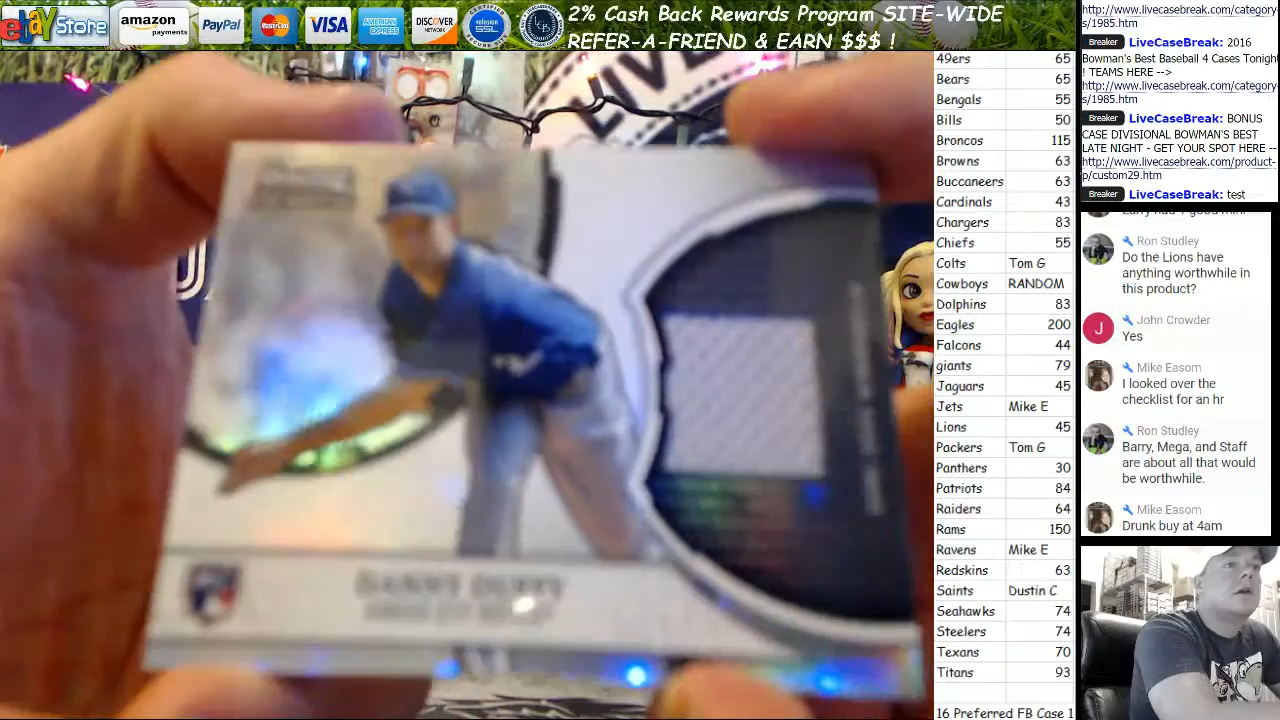 ebay Store
amazon
payments
PayPal
MasterCard
VISA
AMERICAN
EXPRESS
DISCOVER
NETWORK
volusion
SSL
2% Cash Back Rewards Program SITE-WIDE
REFER-A-FRIEND & EARN $$$ !
LIVE
DANNY DUFFY
49ers 65
Bears 65
Bengals 55
Bills 50
Broncos 115
Browns 63
Buccaneers 63
Cardinals 43
Chargers 83
Chiefs 55
Colts Tom G
Cowboys RANDOM
Dolphins 83
Eagles 200
Falcons 44
giants 79
Jaguars 45
Jets Mike E
Lions 45
Packers Tom G
Panthers 30
Patriots 84
Raiders 64
Rams 150
Ravens Mike E
Redskins 63
Saints Dustin C
Seahawks 74
Steelers 74
Texans 70
Titans 93
16 Preferred FB Case 1
http://www.livecasebreak.com/category-
s/1985.htm
Breaker LiveCaseBreak: 2016
Bowman's Best Baseball 4 Cases Tonight
! TEAMS HERE -->
http://www.livecasebreak.com/category-
s/1985.htm
Breaker LiveCaseBreak: BONUS
CASE DIVISIONAL BOWMAN'S BEST
LATE NIGHT - GET YOUR SPOT HERE --
http://www.livecasebreak.com/product-
p/custom29.htm
Breaker LiveCaseBreak: test
Ron Studley
Do the Lions have
anything worthwhile in
this product?
J John Crowder
Yes
Mike Easom
I looked over the
checklist for an hr
Ron Studley
Barry, Mega, and Staff
are about all that would
be worthwhile.
Mike Easom
Drunk buy at 4am